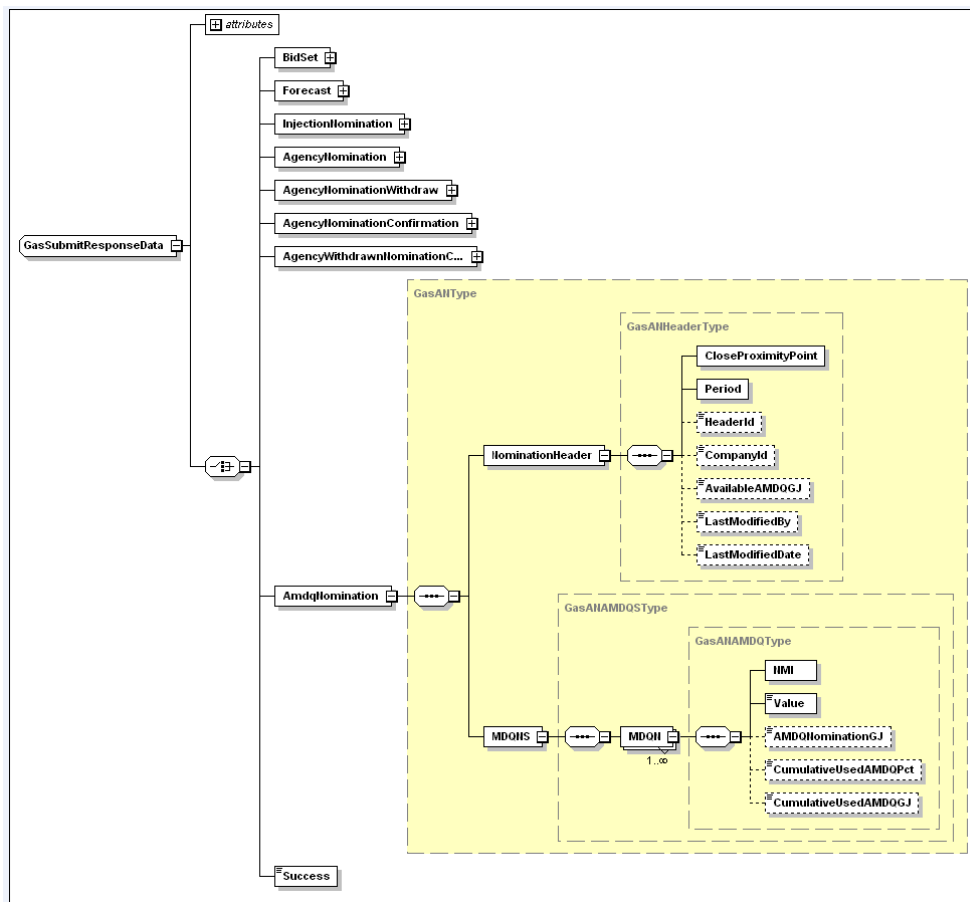 attributes
BidSet
Forecast
InjectionNomination
AgencyNomination
AgencyNominationWithdraw
AgencyNominationConfirmation
GasSubmitResponseData
AgencyWithdrawnNominationC...
GasANType
GasANHeaderType
CloseProximityPoint
Period
HeaderId
NominationHeader
CompanyId
AvailableAMDQGJ
LastModifiedBy
LastModifiedDate
AmdqNomination
GasANAMDQSType
GasANAMDQType
NMI
Value
MDQNS
MDQN
AMDQNominationGJ
1..∞
CumulativeUsedAMDQPct
CumulativeUsedAMDQGJ
Success